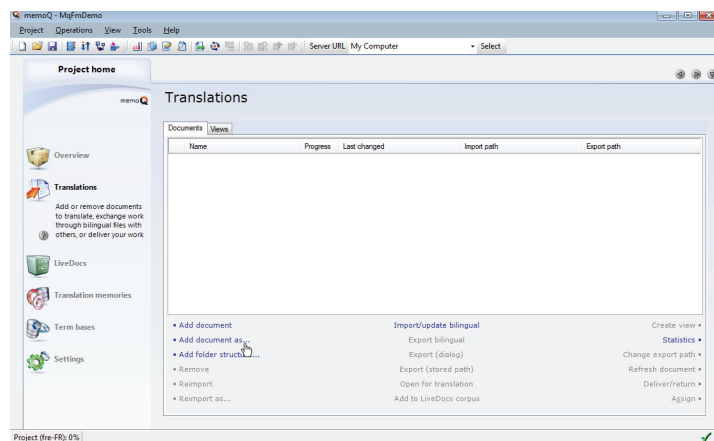 memoQ - MqFmDemo
Project Operations View Tools Help
Server URL My Computer Select
Project home
memoQ
Translations
Documents Views
Name Progress Last changed Import path Export path
Overview
Translations
Add or remove documents
to translate, exchange work
through bilingual files with
others, or deliver your work
LiveDocs
Translation memories
Term bases
Settings
• Add document Import/update bilingual Create view •
• Add document as... Export bilingual Statistics •
• Add folder structure... Export (dialog) Change export path •
• Remove Export (stored path) Refresh document •
• Reimport Open for translation Deliver/return •
• Reimport as... Add to LiveDocs corpus Assign •
Project (fre-FR): 0%